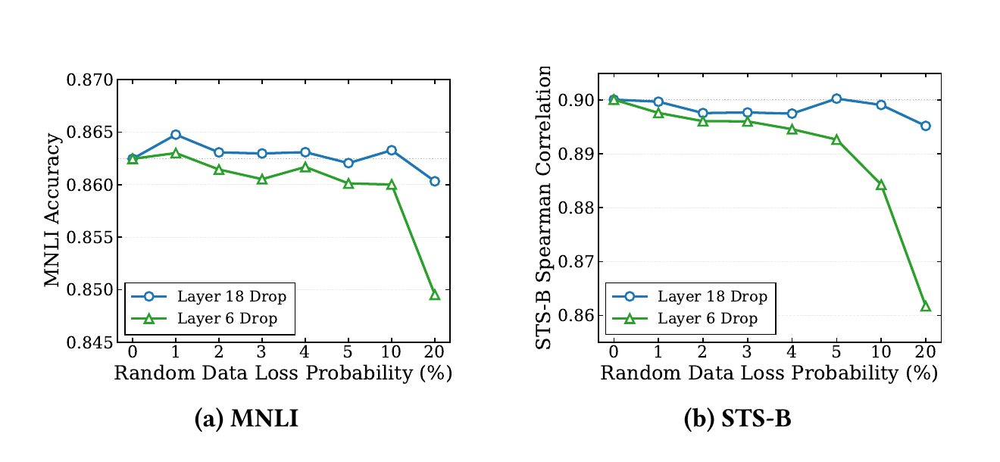 MNLI Accuracy
0.870
0.865
0.860
0.855
0.850
0.845
Layer 18 Drop
Layer 6 Drop
0 1 2 3 4 5 10 20
Random Data Loss Probability (%)
(a) MNLI
STS-B Spearman Correlation
0.90
0.89
0.88
0.87
0.86
Layer 18 Drop
Layer 6 Drop
0 1 2 3 4 5 10 20
Random Data Loss Probability (%)
(b) STS-B